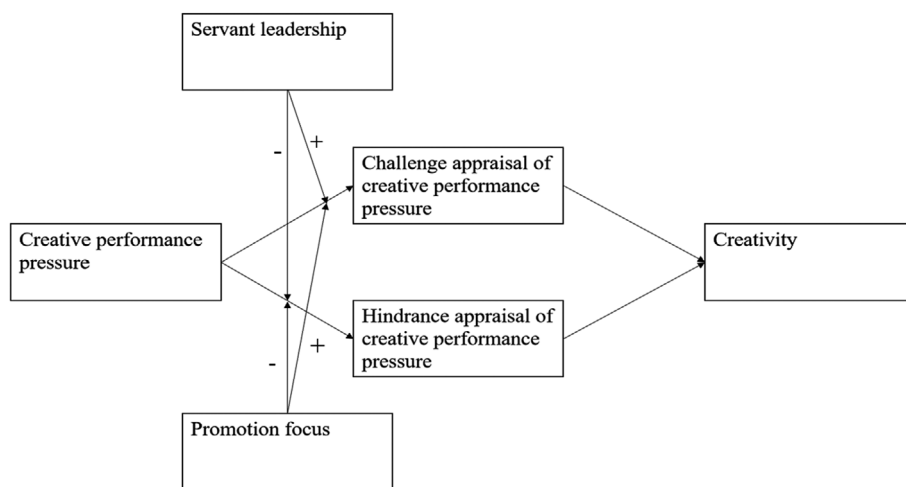 Servant leadership
-
+
Challenge appraisal of
creative performance
pressure
Creative performance
pressure
Creativity
Hindrance appraisal of
creative performance
pressure
+
-
Promotion focus